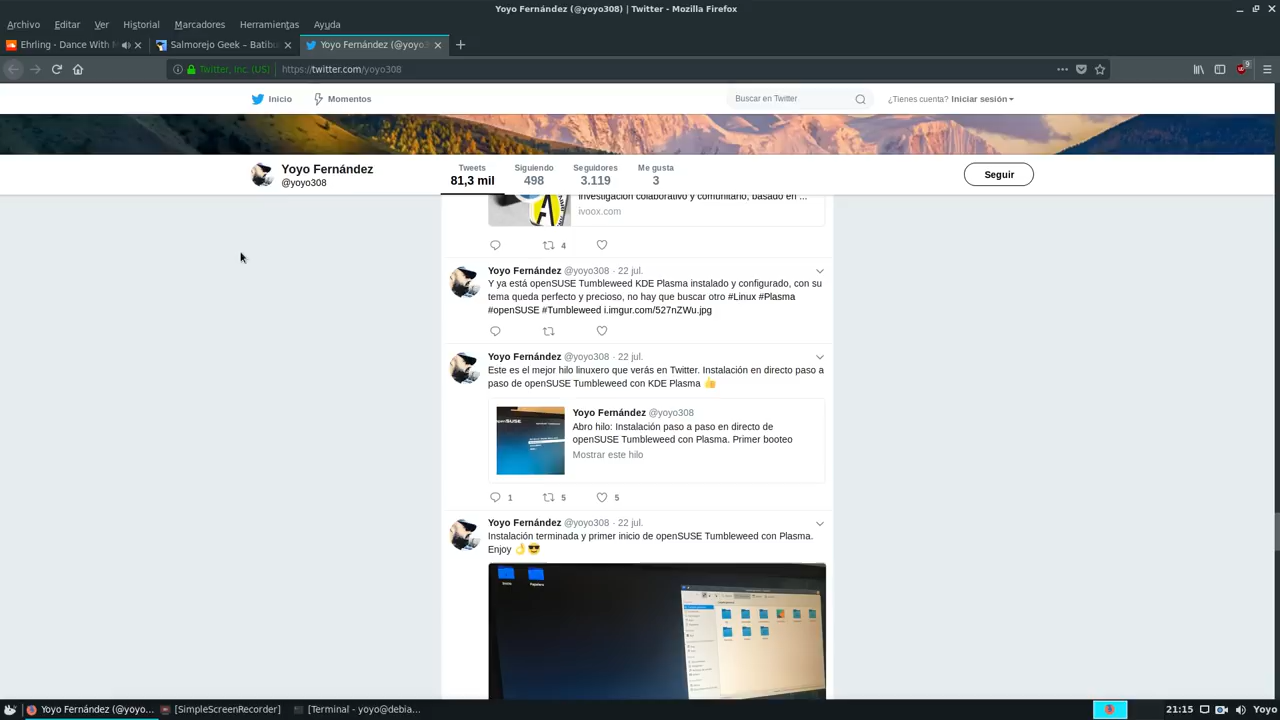 Yoyo Fernández (@yoyo308) | Twitter - Mozilla Firefox
Archivo Editar Ver Historial Marcadores Herramientas Ayuda
Ehrling - Dance With
Salmorejo Geek – Batibu
Yoyo Fernández (@yoyo3
Twitter, Inc. (US) https://twitter.com/yoyo308
9
Inicio
Momentos
Buscar en Twitter
¿Tienes cuenta? Iniciar sesión
Yoyo Fernández
@yoyo308
Tweets
81,3 mil
Siguiendo
498
Seguidores
3.119
Me gusta
3
Seguir
investigación colaborativo y comunitario, basado en ...
ivoox.com
4
Yoyo Fernández @yoyo308 · 22 jul.
Y ya está openSUSE Tumbleweed KDE Plasma instalado y configurado, con su
tema queda perfecto y precioso, no hay que buscar otro #Linux #Plasma
#openSUSE #Tumbleweed i.imgur.com/527nZWu.jpg
Yoyo Fernández @yoyo308 · 22 jul.
Este es el mejor hilo linuxero que verás en Twitter. Instalación en directo paso a
paso de openSUSE Tumbleweed con KDE Plasma 👍
Yoyo Fernández @yoyo308
Abro hilo: Instalación paso a paso en directo de
openSUSE Tumbleweed con Plasma. Primer booteo
Mostrar este hilo
1 5 5
Yoyo Fernández @yoyo308 · 22 jul.
Instalación terminada y primer inicio de openSUSE Tumbleweed con Plasma.
Enjoy 👌😎
Yoyo Fernández (@yoyo... [SimpleScreenRecorder] [Terminal - yoyo@debia... 21:15 Yoyo